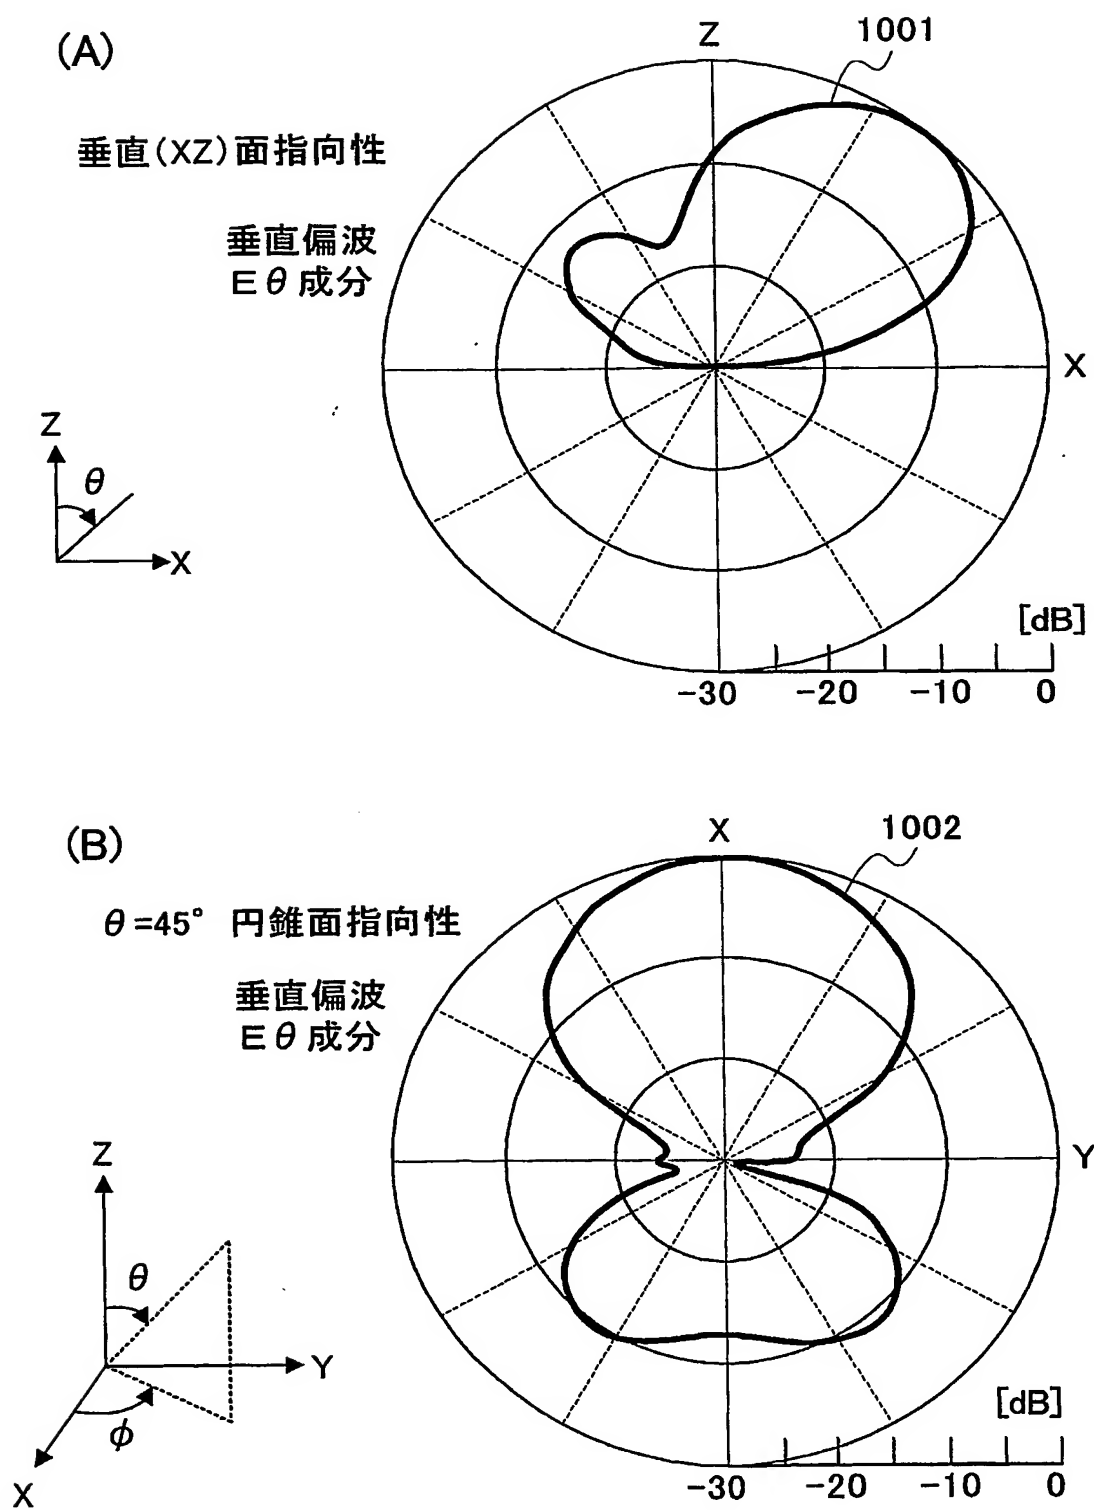 (A)
Z
1001
垂直(XZ)面指向性
垂直偏波
Eθ成分
X
Z
θ
X
[dB]
-30 -20 -10 0
(B)
X
1002
θ=45° 円錐面指向性
垂直偏波
Eθ成分
Y
Z
θ
Y
φ
X
[dB]
-30 -20 -10 0